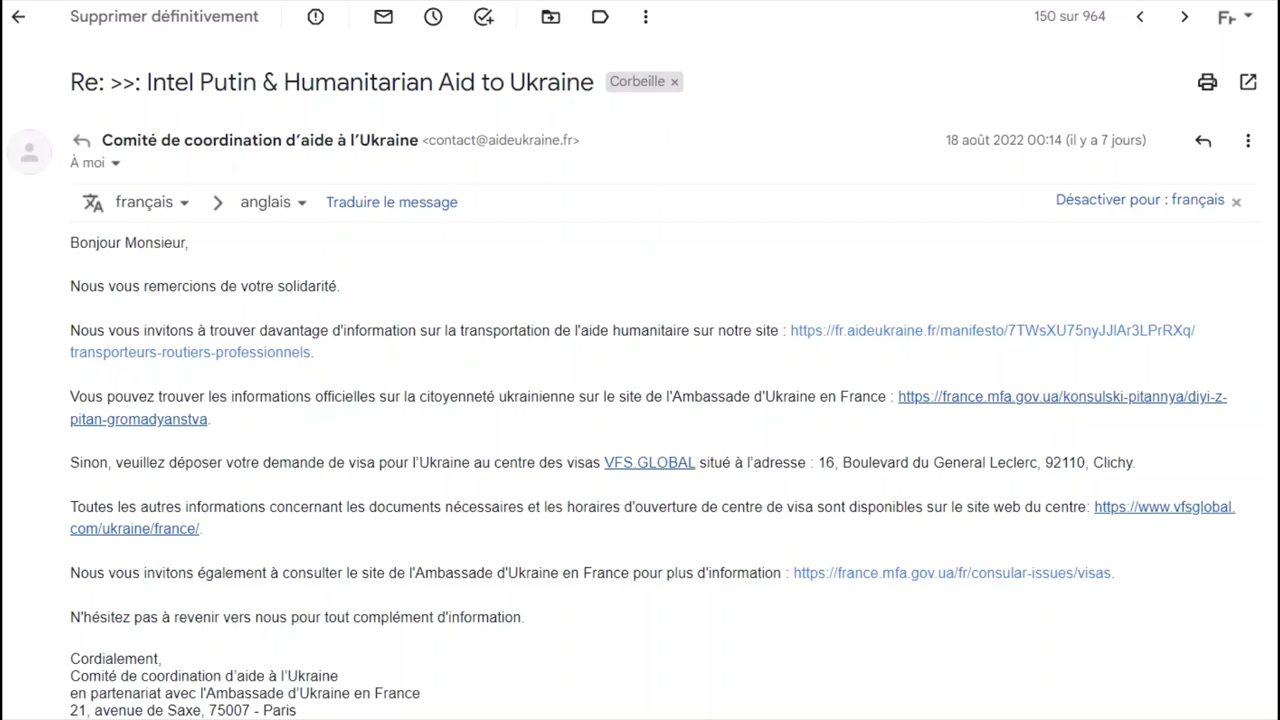 Supprimer définitivement
150 sur 964
Fr
Re: >>: Intel Putin & Humanitarian Aid to Ukraine Corbeille ×
Comité de coordination d’aide à l’Ukraine <contact@aideukraine.fr> 18 août 2022 00:14 (il y a 7 jours)
À moi
français > anglais Traduire le message Désactiver pour : français ×
Bonjour Monsieur,
Nous vous remercions de votre solidarité.
Nous vous invitons à trouver davantage d'information sur la transportation de l'aide humanitaire sur notre site : https://fr.aideukraine.fr/manifesto/7TWsXU75nyJJlAr3LPrRXq/
transporteurs-routiers-professionnels.
Vous pouvez trouver les informations officielles sur la citoyenneté ukrainienne sur le site de l'Ambassade d'Ukraine en France : https://france.mfa.gov.ua/konsulski-pitannya/diyi-z-
pitan-gromadyanstva.
Sinon, veuillez déposer votre demande de visa pour l’Ukraine au centre des visas VFS.GLOBAL situé à l’adresse : 16, Boulevard du General Leclerc, 92110, Clichy.
Toutes les autres informations concernant les documents nécessaires et les horaires d'ouverture de centre de visa sont disponibles sur le site web du centre: https://www.vfsglobal.
com/ukraine/france/.
Nous vous invitons également à consulter le site de l'Ambassade d'Ukraine en France pour plus d'information : https://france.mfa.gov.ua/fr/consular-issues/visas.
N'hésitez pas à revenir vers nous pour tout complément d'information.
Cordialement,
Comité de coordination d’aide à l’Ukraine
en partenariat avec l'Ambassade d’Ukraine en France
21, avenue de Saxe, 75007 - Paris